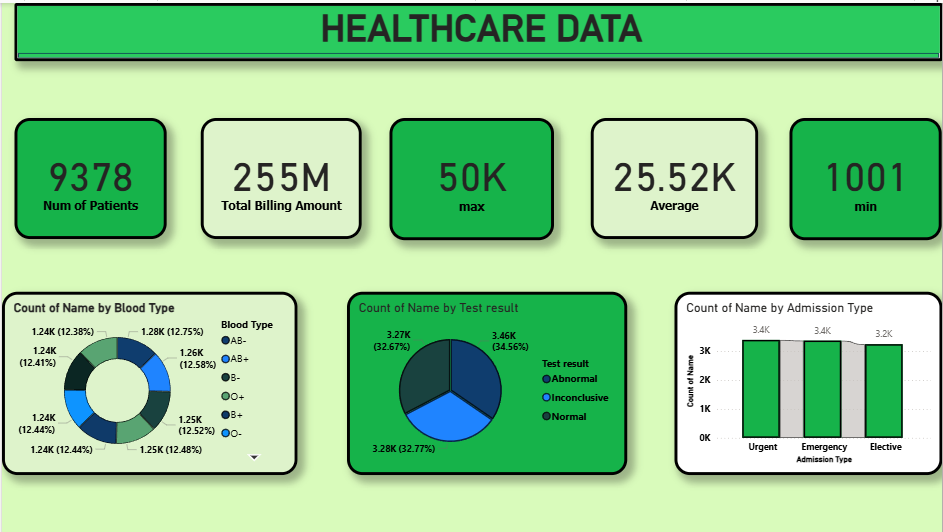 HEALTHCARE DATA
9378
Num of Patients
255M
Total Billing Amount
50K
max
25.52K
Average
1001
min
Count of Name by Blood Type
1.24K (12.38%)
1.28K (12.75%)
1.24K
(12.41%)
1.26K
(12.58%)
1.24K
(12.44%)
1.25K
(12.52%)
1.24K (12.44%)
1.25K (12.48%)
Blood Type
AB-
AB+
B-
O+
B+
O-
Count of Name by Test result
3.27K
(32.67%)
3.46K
(34.56%)
3.28K (32.77%)
Test result
Abnormal
Inconclusive
Normal
Count of Name by Admission Type
3.4K
3.4K
3.2K
3K
2K
1K
0K
Count of Name
Urgent
Emergency
Elective
Admission Type